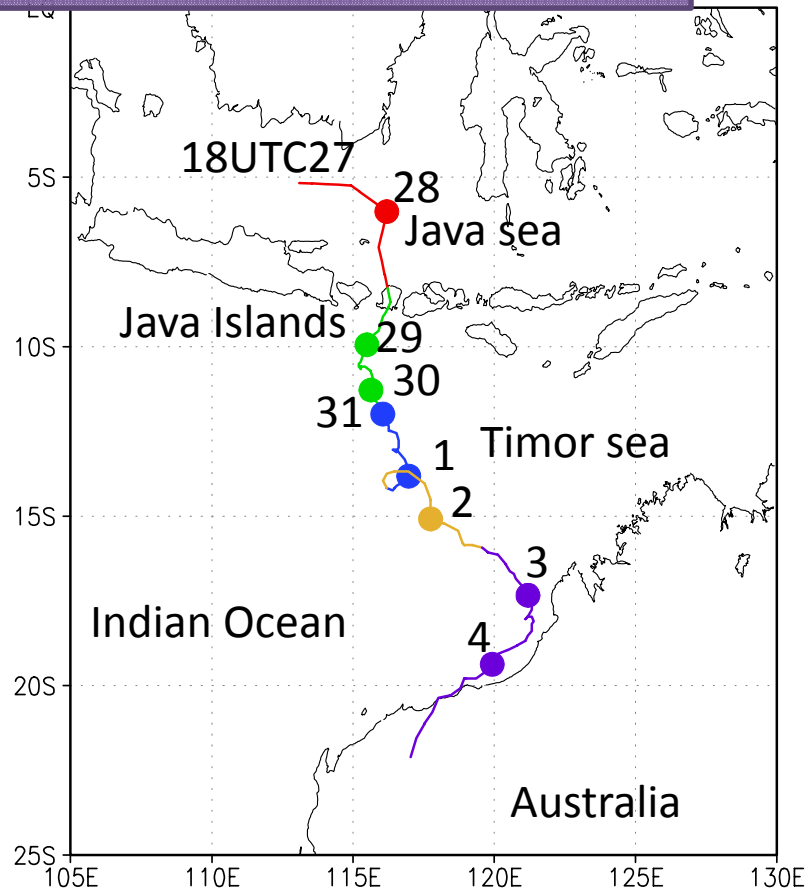 EQ
18UTC27
5S
28
Java sea
Java Islands
29
10S
30
31
Timor sea
1
2
15S
3
Indian Ocean
4
20S
Australia
25S
105E 110E 115E 120E 125E 130E